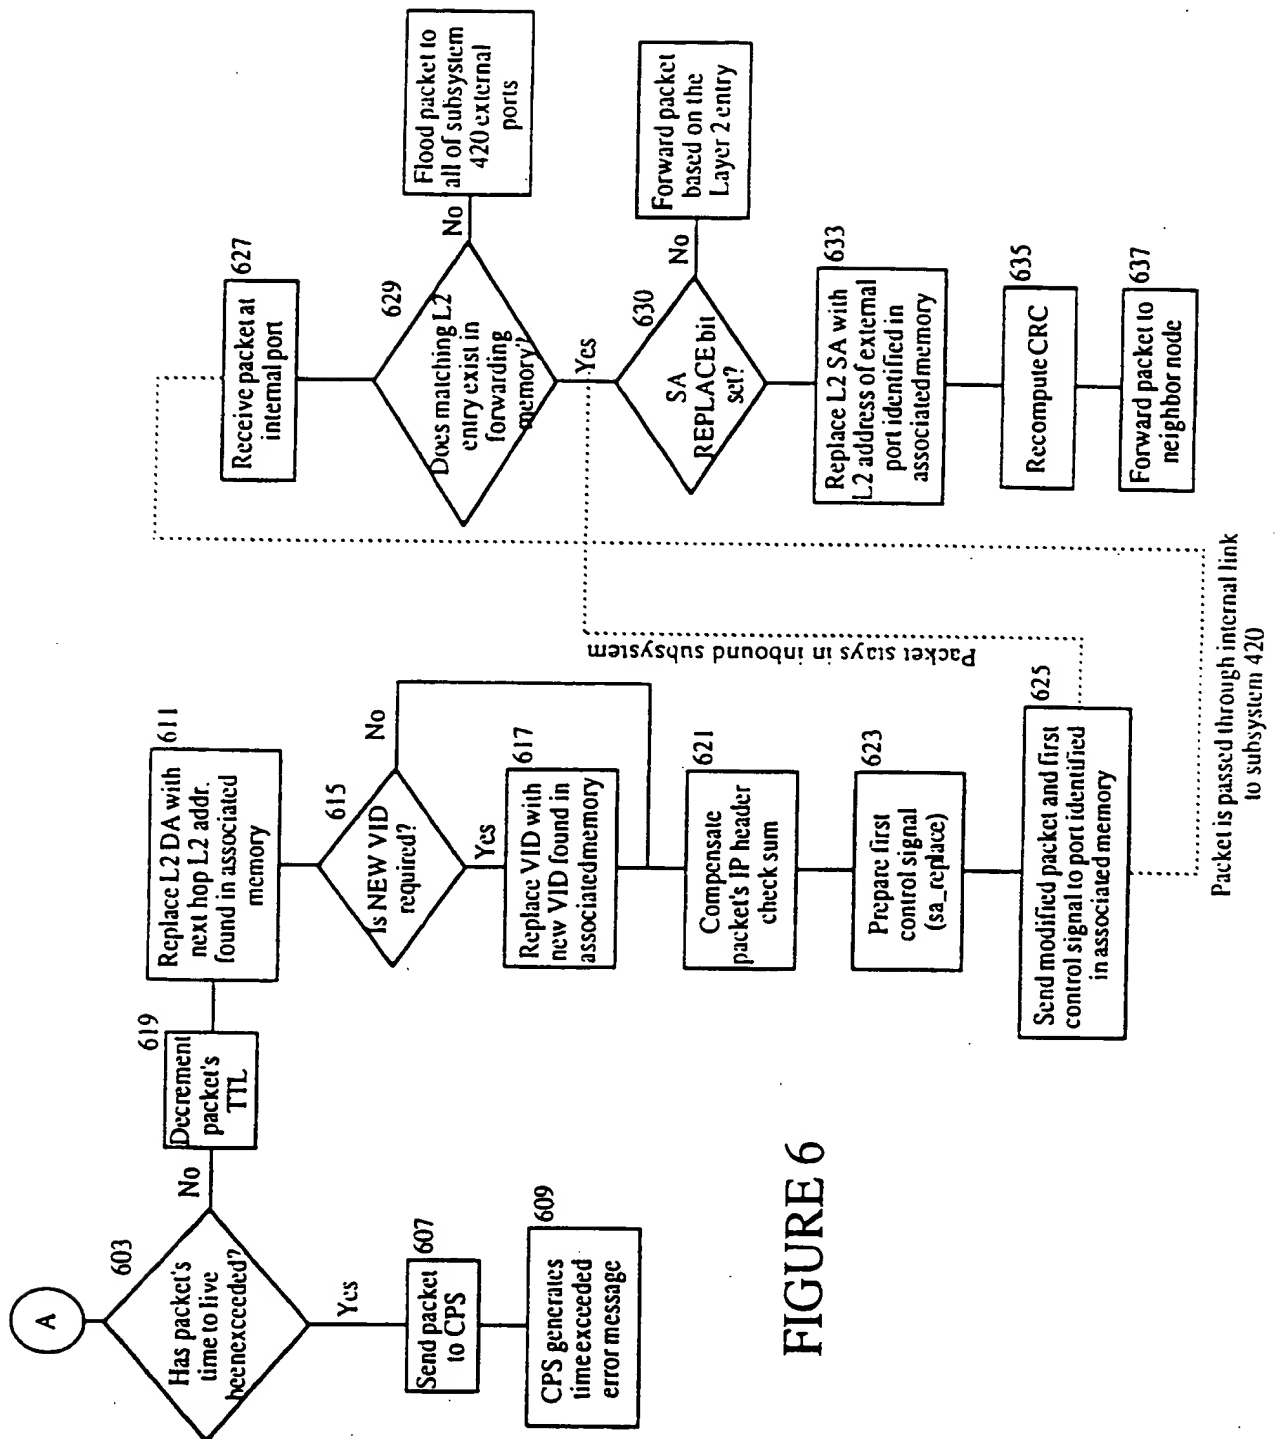 A
603
Has packet's
time to live
beenexceeded?
Yes
No
607
Send packet
to CPS
609
CPS generates
timeexceeded
error message
619
Decrement
packet's
TTL
611
Replace L2 DA with
next hop L2 addr.
found in associated
memory
615
Is NEW VID
required?
No
Yes
617
Replace VID with
new VID found in
associatedmemory
621
Compensate
packet's IP header
check sum
623
Prepare first
control signal
(sa_replace)
625
Send modified packet and first
control signal to port identified
in associated memory
Packet stays in inbound subsystem
Packet is passed through internal link
to subsystem 420
627
Receive packet at
internal port
629
Does matching L2
entry exist in
forwarding
memory?
No
Flood packet to
all of subsystem
420 external
ports
Yes
630
SA
REPLACE bit
set?
No
Forward packet
based on the
Layer 2 entry
633
Replace L2 SA with
L2 address of external
port identified in
associatedmemory
635
Recompute CRC
637
Forward packet to
neighbor node
FIGURE 6